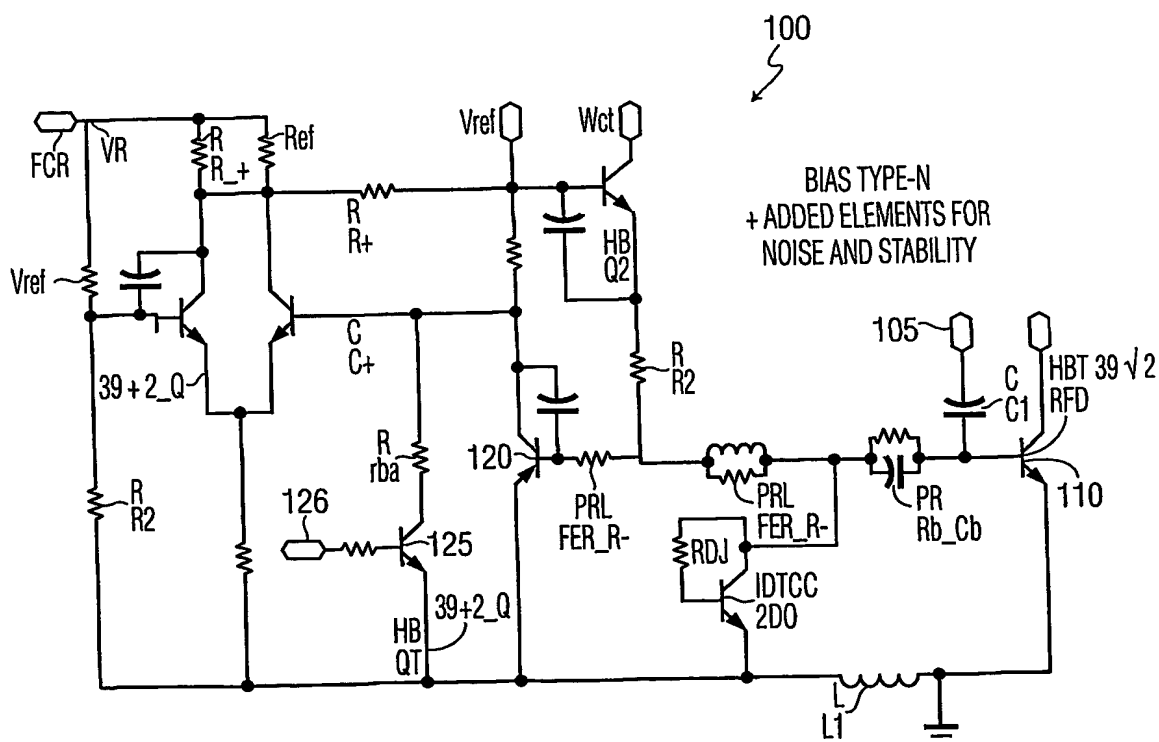 100
FCR
VR
R
R_+
Ref
Vref
Wct
R
R+
HB
Q2
BIAS TYPE-N
+ ADDED ELEMENTS FOR
NOISE AND STABILITY
Vref
39+2_Q
C
C+
R
R2
105
C
C1
HBT 39 √2
RFD
R
rba
120
PRL
FER_R-
PRL
FER_R-
PR
Rb_Cb
110
R
R2
126
125
RDJ
IDTCC
2DO
39+2_Q
HB
QT
L
L1